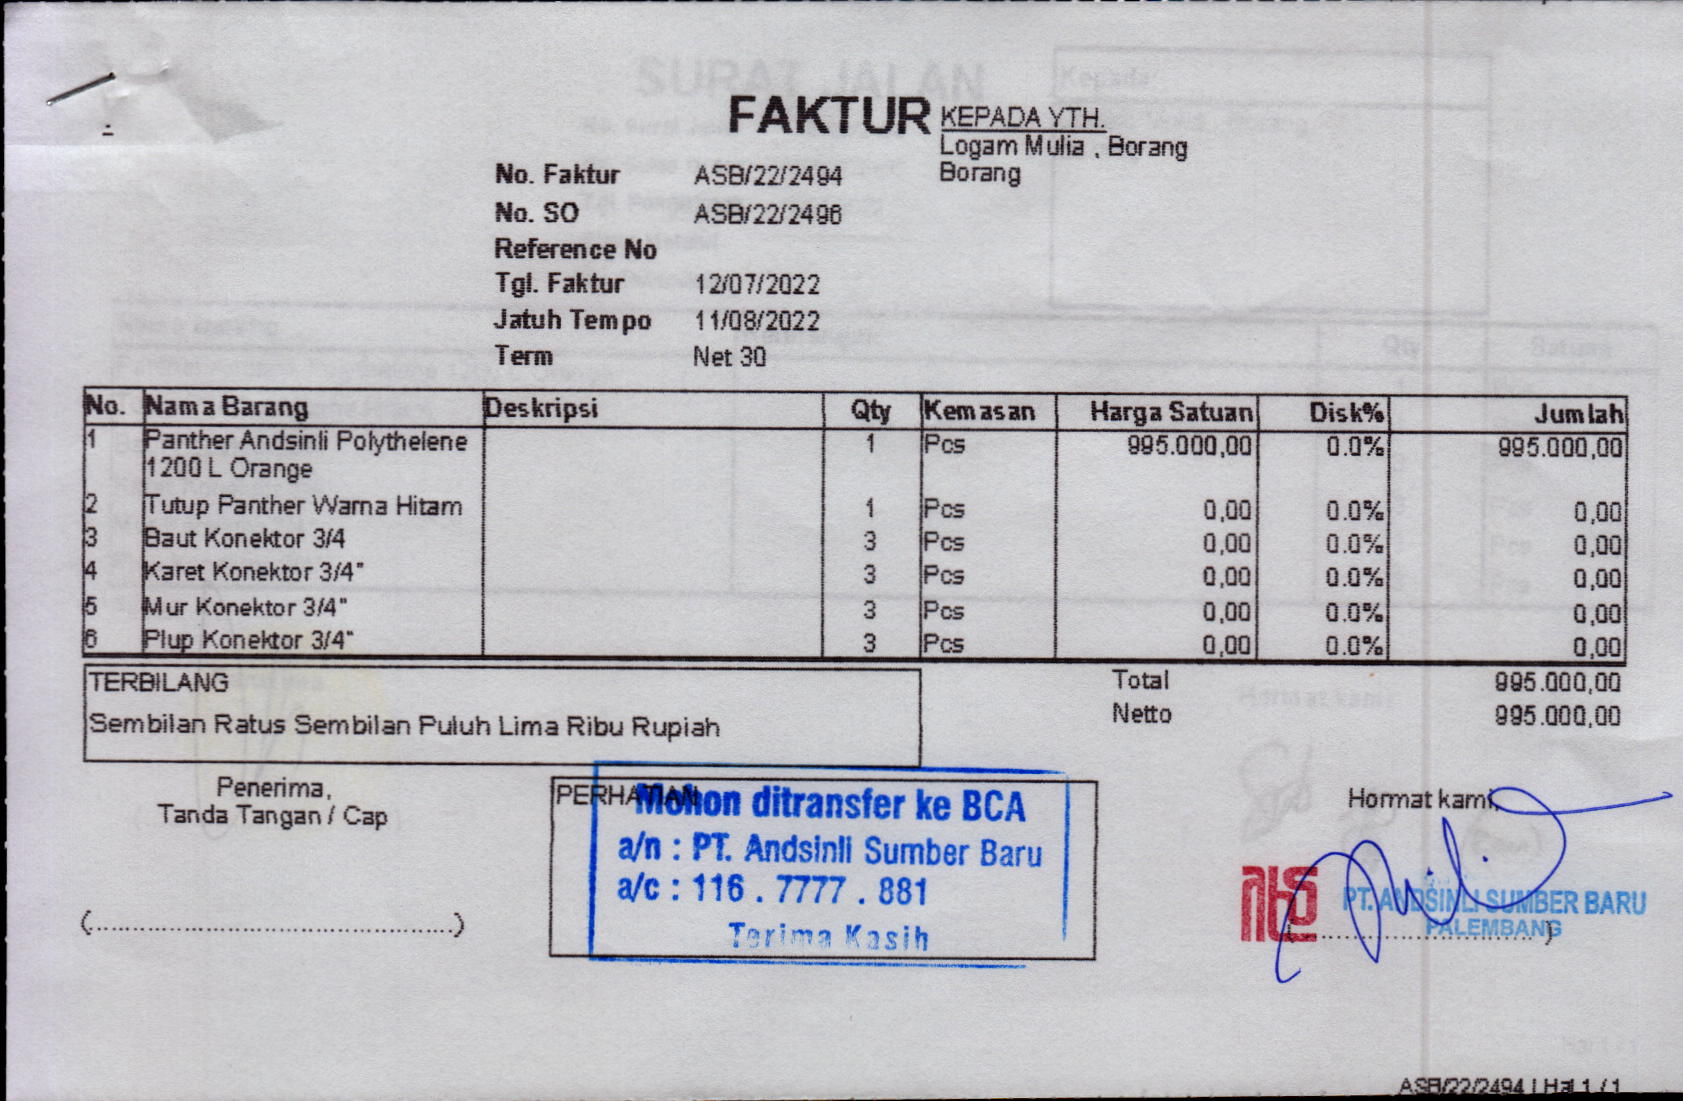 FAKTUR
KEPADA YTH.
Logam Mulia , Borang
Borang
No. Faktur ASB/22/2494
No. SO ASB/22/2496
Reference No
Tgl. Faktur 12/07/2022
Jatuh Tempo 11/08/2022
Term Net 30
No. Nama Barang Deskripsi Qty Kemasan Harga Satuan Disk% Jumlah
1 Panther Andsinli Polythelene 1 Pcs 995.000,00 0.0% 995.000,00
1200 L Orange
2 Tutup Panther Warna Hitam 1 Pcs 0,00 0.0% 0,00
3 Baut Konektor 3/4 3 Pcs 0,00 0.0% 0,00
4 Karet Konektor 3/4" 3 Pcs 0,00 0.0% 0,00
5 Mur Konektor 3/4" 3 Pcs 0,00 0.0% 0,00
6 Plup Konektor 3/4" 3 Pcs 0,00 0.0% 0,00
TERBILANG
Sembilan Ratus Sembilan Puluh Lima Ribu Rupiah
Total 995.000,00
Netto 995.000,00
Penerima,
Tanda Tangan / Cap
(............................................)
PERHATIAN
Mohon ditransfer ke BCA
a/n : PT. Andsinli Sumber Baru
a/c : 116 . 7777 . 881
Terima Kasih
Hormat kami,
PT. ANDSINLI SUMBER BARU
PALEMBANG
ASB/22/2494 | Hal 1 / 1